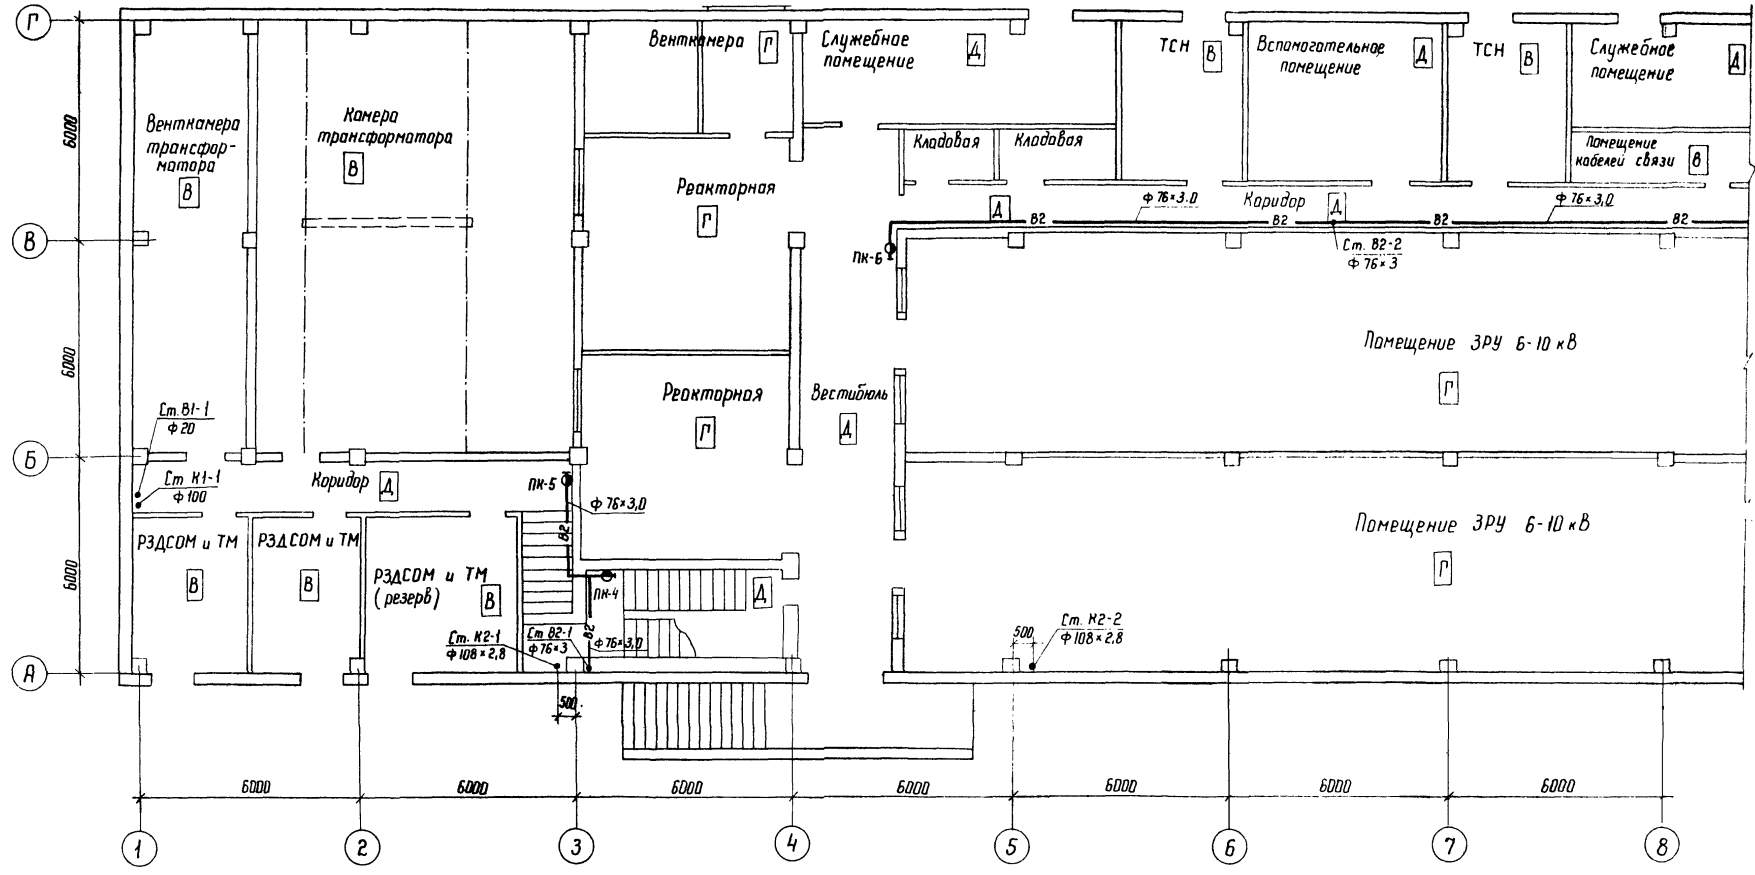 Г
Венткамера
Г
Служебное
помещение
Д
ТСН
В
Вспомогательное
помещение
Д
ТСН
В
Служебное
помещение
Д
6000
Венткамера
трансфор-
матора
В
Камера
трансформатора
В
Кладовая
Кладовая
Помещение
кабелей связи
В
Реакторная
Г
Д
В2
ф 76×3.0
Коридор
Д
В2
В2
ф 76×3,0
В2
В
ПК-6
Ст. В2-2
ф 76×3
6000
Помещение ЗРУ 6-10 кВ
Г
Реакторная
Г
Вестибюль
Д
Ст. В1-1
ф 20
Б
Ст К1-1
ф 100
Коридор
Д
ПК-5
ф 76×3,0
В2
Помещение ЗРУ 6-10 кВ
Г
6000
РЗДСОМ и ТМ
В
РЗДСОМ и ТМ
В
РЗДСОМ и ТМ
(резерв)
В
ПК-4
Д
В2
Ст. К2-1
ф 108×2,8
Ст В2-1
ф 76×3
ф 76×3,0
500
Ст. К2-2
ф 108×2,8
А
500
6000
6000
6000
6000
6000
6000
6000
1
2
3
4
5
6
7
8